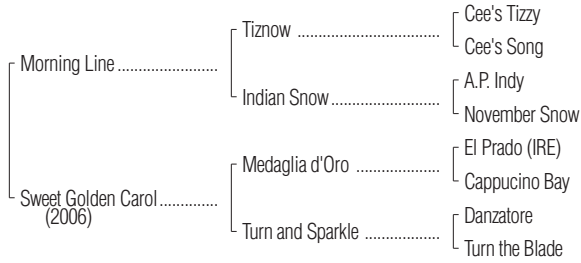 Cee's Tizzy
Tiznow
Cee's Song
Morning Line
A.P. Indy
Indian Snow
November Snow
El Prado (IRE)
Medaglia d'Oro
Cappucino Bay
Sweet Golden Carol
(2006)
Danzatore
Turn and Sparkle
Turn the Blade